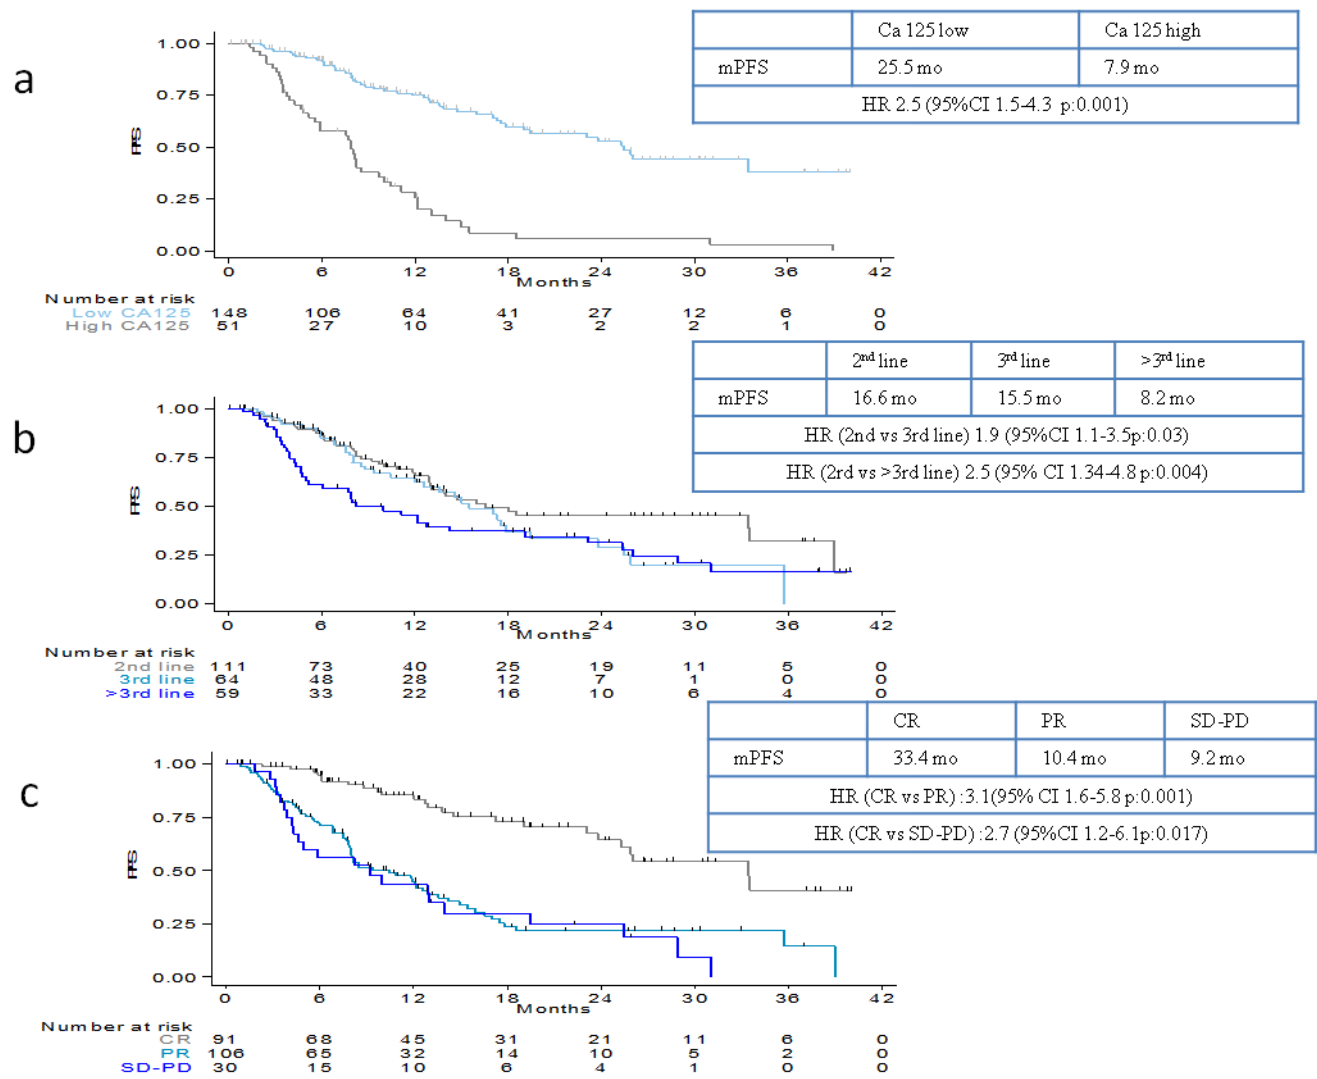 a
Ca 125 low Ca 125 high
mPFS 25.5 mo 7.9 mo
HR 2.5 (95%CI 1.5-4.3 p:0.001)
PFS
1.00
0.75
0.50
0.25
0.00
0 6 12 18 24 30 36 42
Months
Number at risk
Low CA125 148 106 64 41 27 12 6 0
High CA125 51 27 10 3 2 2 1 0
b
2nd line 3rd line >3rd line
mPFS 16.6 mo 15.5 mo 8.2 mo
HR (2nd vs 3rd line) 1.9 (95%CI 1.1-3.5p:0.03)
HR (2rd vs >3rd line) 2.5 (95% CI 1.34-4.8 p:0.004)
PFS
1.00
0.75
0.50
0.25
0.00
0 6 12 18 24 30 36 42
Months
Number at risk
2nd line 111 73 40 25 19 11 5 0
3rd line 64 48 28 12 7 1 0 0
>3rd line 59 33 22 16 10 6 4 0
c
CR PR SD-PD
mPFS 33.4 mo 10.4 mo 9.2 mo
HR (CR vs PR) :3.1(95% CI 1.6-5.8 p:0.001)
HR (CR vs SD-PD) :2.7 (95%CI 1.2-6.1p:0.017)
PFS
1.00
0.75
0.50
0.25
0.00
0 6 12 18 24 30 36 42
Months
Number at risk
CR 91 68 45 31 21 11 6 0
PR 106 65 32 14 10 5 2 0
SD-PD 30 15 10 6 4 1 0 0